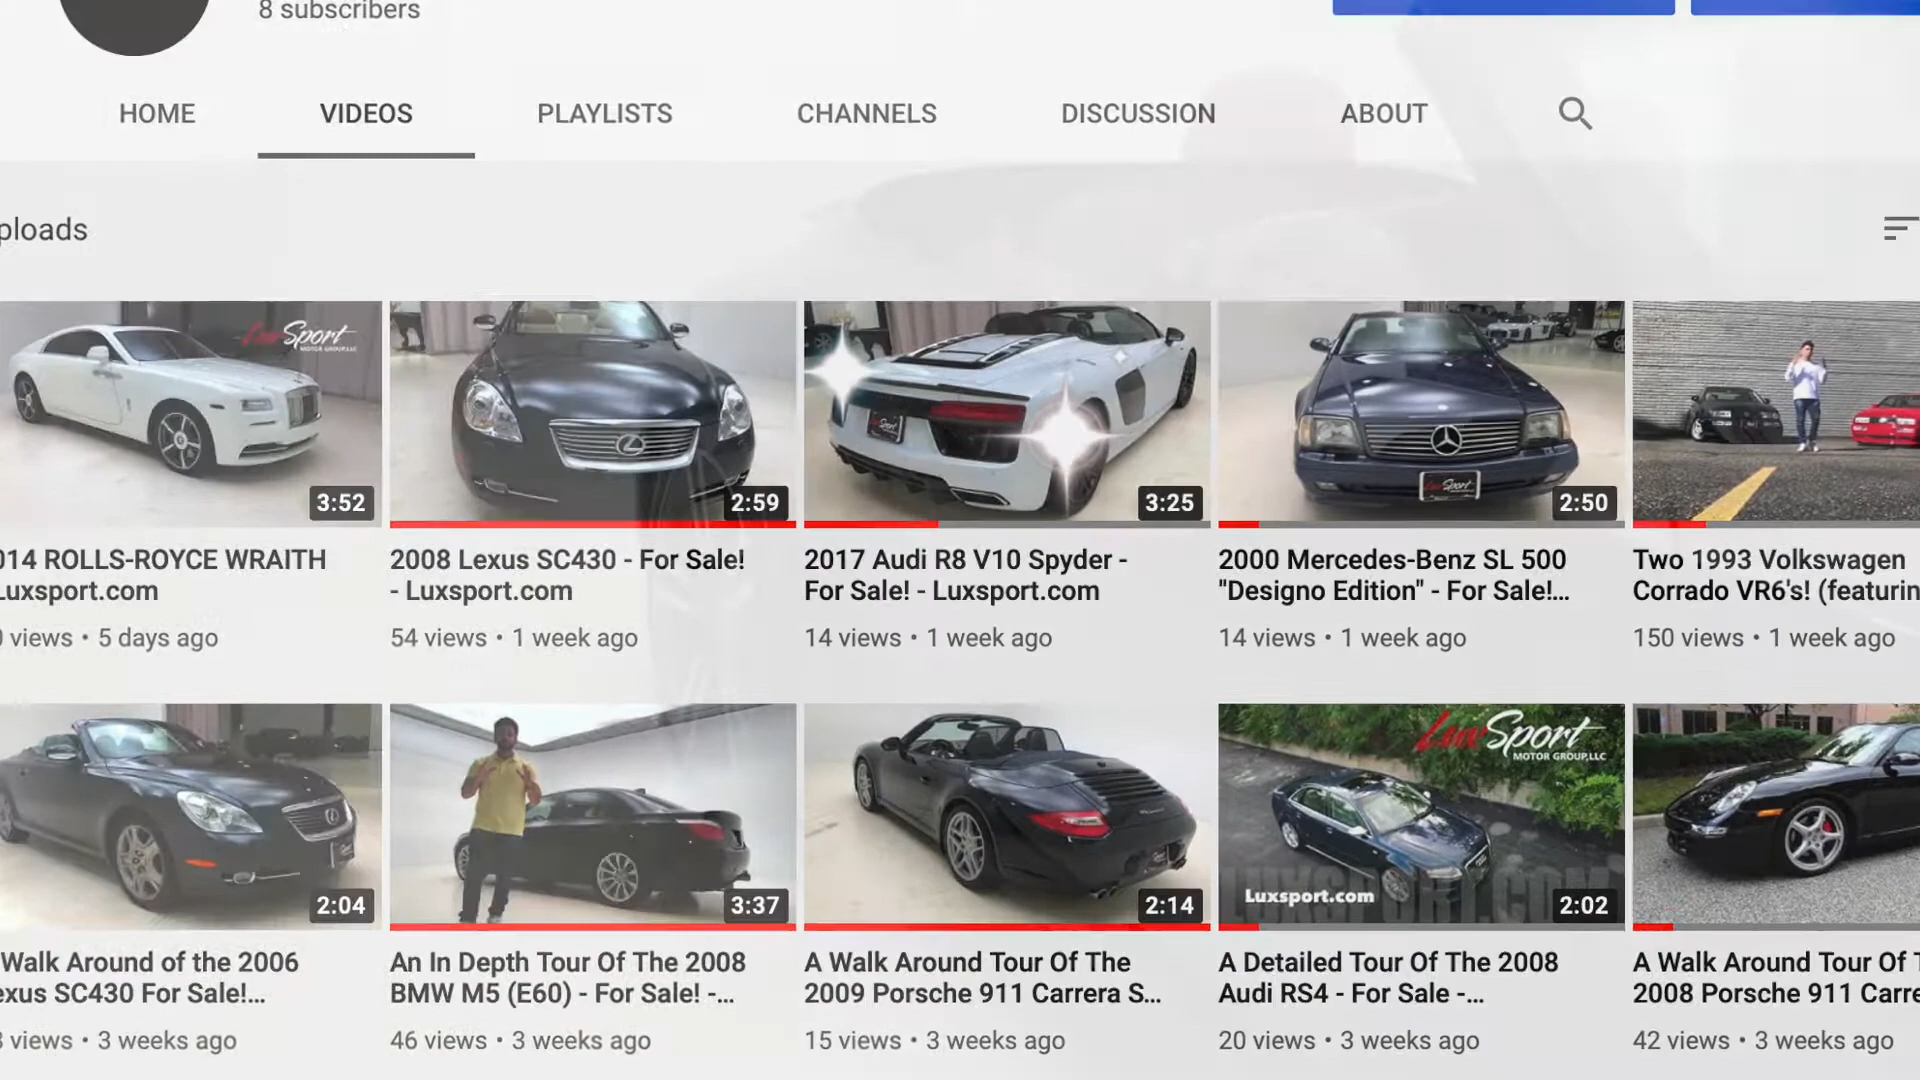 8 subscribers
HOME VIDEOS PLAYLISTS CHANNELS DISCUSSION ABOUT
ploads
LuxSport
MOTOR GROUP,LLC
3:52
2:59
3:25
2:50
014 ROLLS-ROYCE WRAITH
Luxsport.com
views • 5 days ago
2008 Lexus SC430 - For Sale!
- Luxsport.com
54 views • 1 week ago
2017 Audi R8 V10 Spyder -
For Sale! - Luxsport.com
14 views • 1 week ago
2000 Mercedes-Benz SL 500
"Designo Edition" - For Sale!...
14 views • 1 week ago
Two 1993 Volkswagen
Corrado VR6's! (featurin
150 views • 1 week ago
LuxSport
MOTOR GROUP,LLC
Luxsport.com
LUXSPORT.COM
2:04
3:37
2:14
2:02
Walk Around of the 2006
exus SC430 For Sale!...
views • 3 weeks ago
An In Depth Tour Of The 2008
BMW M5 (E60) - For Sale! -...
46 views • 3 weeks ago
A Walk Around Tour Of The
2009 Porsche 911 Carrera S...
15 views • 3 weeks ago
A Detailed Tour Of The 2008
Audi RS4 - For Sale -...
20 views • 3 weeks ago
A Walk Around Tour Of T
2008 Porsche 911 Carre
42 views • 3 weeks ago